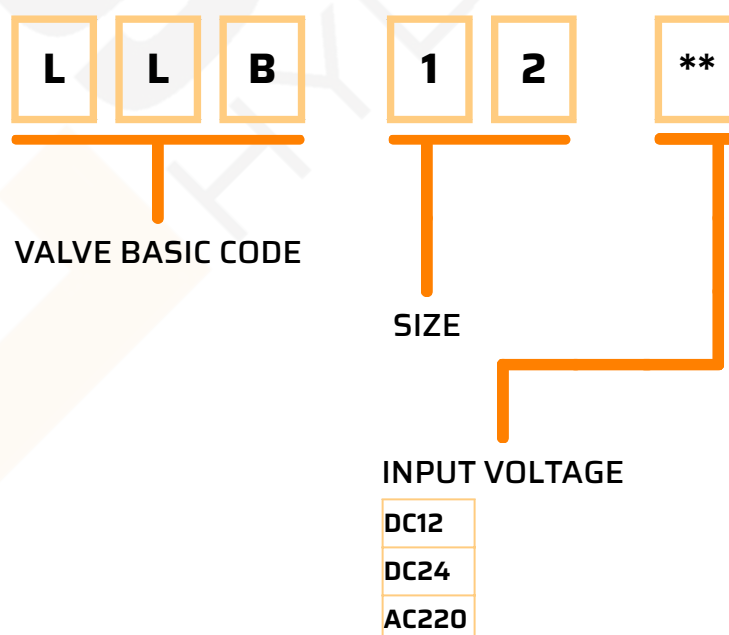 L L B 1 2 **
VALVE BASIC CODE
SIZE
INPUT VOLTAGE
DC12
DC24
AC220